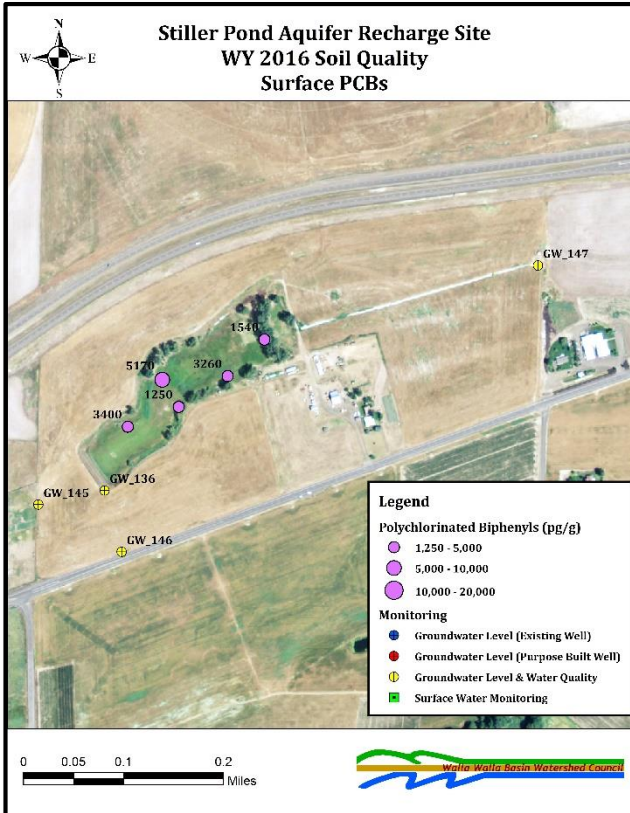 N
W E
S
Stiller Pond Aquifer Recharge Site
WY 2016 Soil Quality
Surface PCBs
GW_147
1540
5170
3260
1250
3400
GW_136
GW_145
GW_146
Legend
Polychlorinated Biphenyls (pg/g)
1,250 - 5,000
5,000 - 10,000
10,000 - 20,000
Monitoring
Groundwater Level (Existing Well)
Groundwater Level (Purpose Built Well)
Groundwater Level & Water Quality
Surface Water Monitoring
0 0.05 0.1 0.2
Miles
Walla Walla Basin Watershed Council